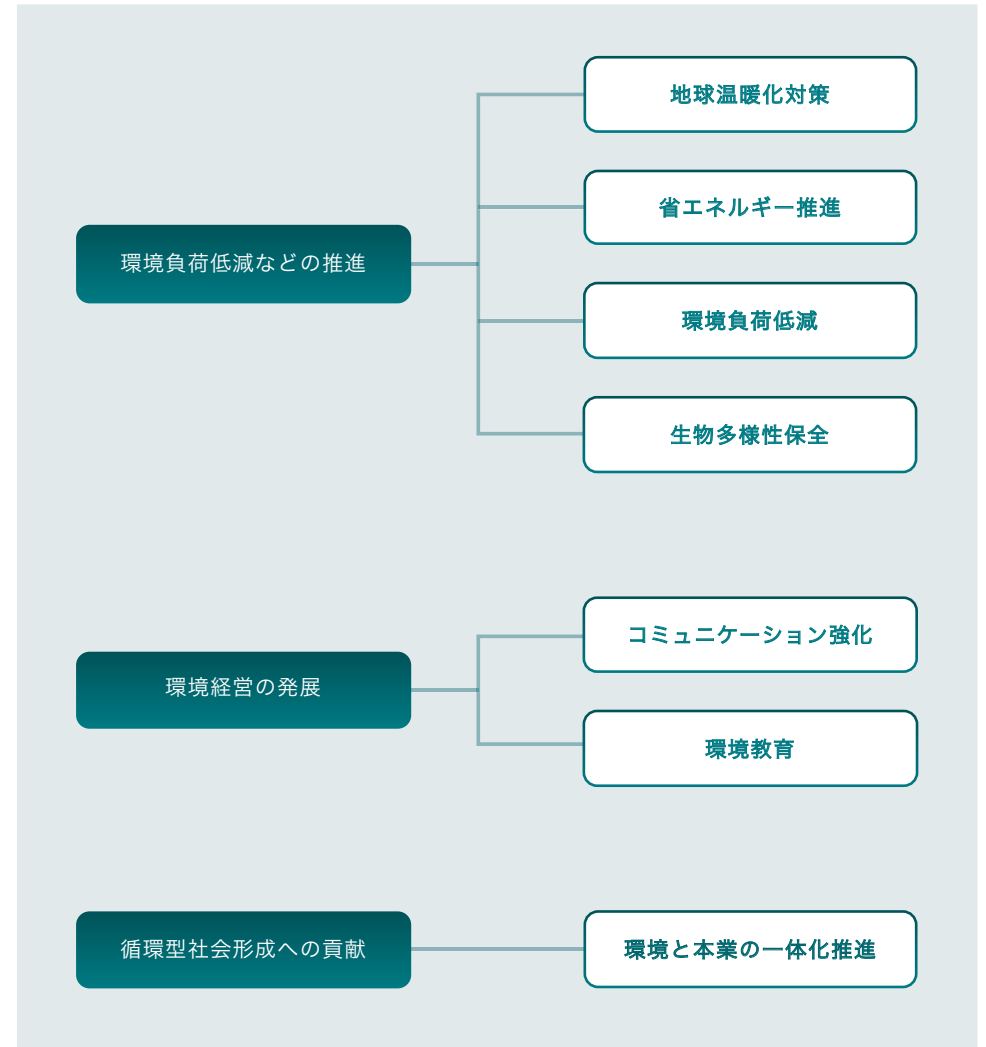 環境負荷低減などの推進
地球温暖化対策
省エネルギー推進
環境負荷低減
生物多様性保全
環境経営の発展
コミュニケーション強化
環境教育
循環型社会形成への貢献
環境と本業の一体化推進